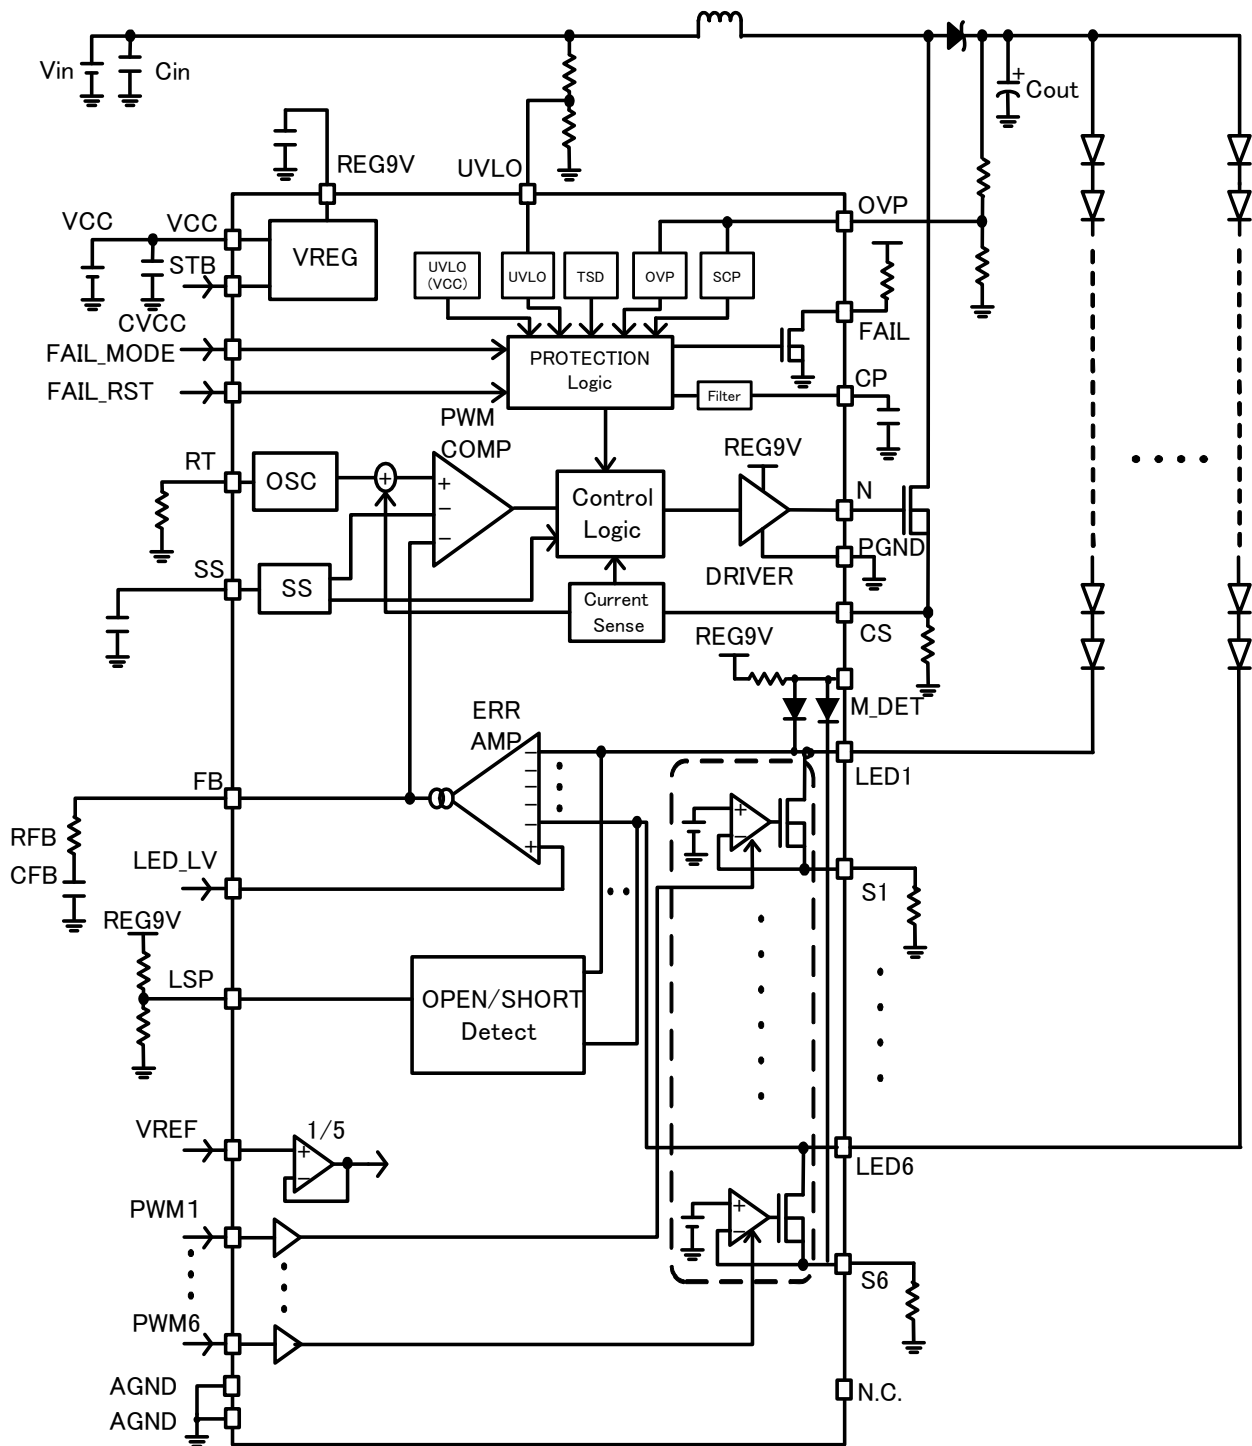 Vin
Cin
+
Cout
REG9V
UVLO
VCC
VCC
STB
CVCC
VREG
OVP
UVLO
(VCC)
UVLO
TSD
OVP
SCP
FAIL
FAIL_MODE
FAIL_RST
PROTECTION
Logic
Filter
CP
PWM
COMP
REG9V
RT
OSC
+
+
−
−
Control
Logic
N
PGND
DRIVER
SS
SS
Current
Sense
CS
REG9V
M_DET
ERR
AMP
−
−
−
−
−
+
LED1
FB
RFB
CFB
LED_LV
+
−
S1
REG9V
LSP
OPEN/SHORT
Detect
VREF
1/5
+
−
LED6
PWM1
+
−
S6
PWM6
AGND
AGND
N.C.